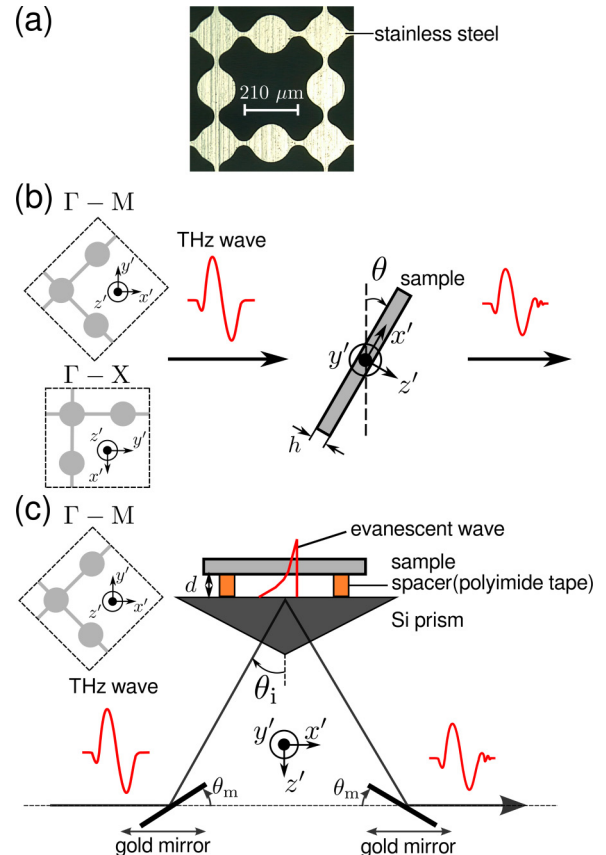 (a)
stainless steel
210 μm
(b)
Γ − M
y′
z′
x′
THz wave
θ
sample
x′
y′
z′
h
Γ − X
z′
y′
x′
(c)
Γ − M
y′
z′
x′
evanescent wave
sample
d
spacer(polyimide tape)
Si prism
θi
THz wave
y′
x′
z′
θm
θm
gold mirror
gold mirror